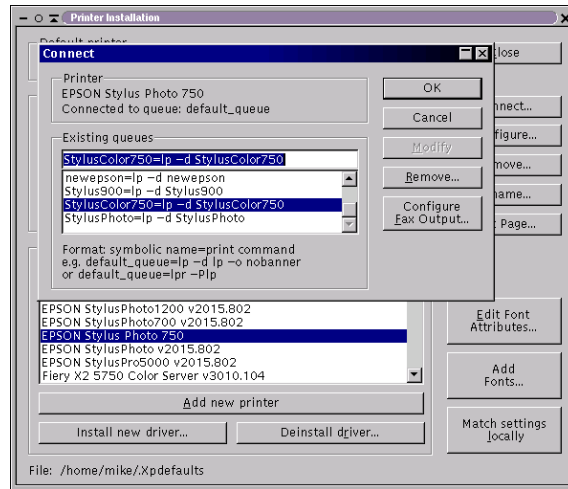 Printer Installation
Default printer
Close
Connect
Printer
EPSON Stylus Photo 750
Connected to queue: default_queue
OK
Cancel
Modify
Remove...
Configure
Fax Output...
Existing queues
StylusColor750=lp -d StylusColor750
newepson=lp -d newepson
Stylus900=lp -d Stylus900
StylusColor750=lp -d StylusColor750
StylusPhoto=lp -d StylusPhoto
Format: symbolic name=print command
e.g. default_queue=lp -d lp -o nobanner
or default_queue=lpr -Plp
nnect...
figure...
move...
name...
Page...
EPSON StylusPhoto1200 v2015.802
EPSON StylusPhoto700 v2015.802
EPSON Stylus Photo 750
EPSON StylusPhoto v2015.802
EPSON StylusPro5000 v2015.802
Fiery X2 5750 Color Server v3010.104
Edit Font
Attributes...
Add
Fonts...
Add new printer
Install new driver...
Deinstall driver...
Match settings
locally
File: /home/mike/.Xpdefaults